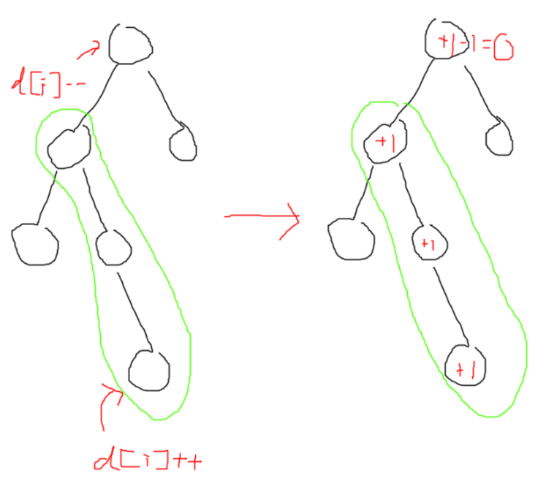 d[i]--
d[i]++
+1-1=0
+1
+1
+1